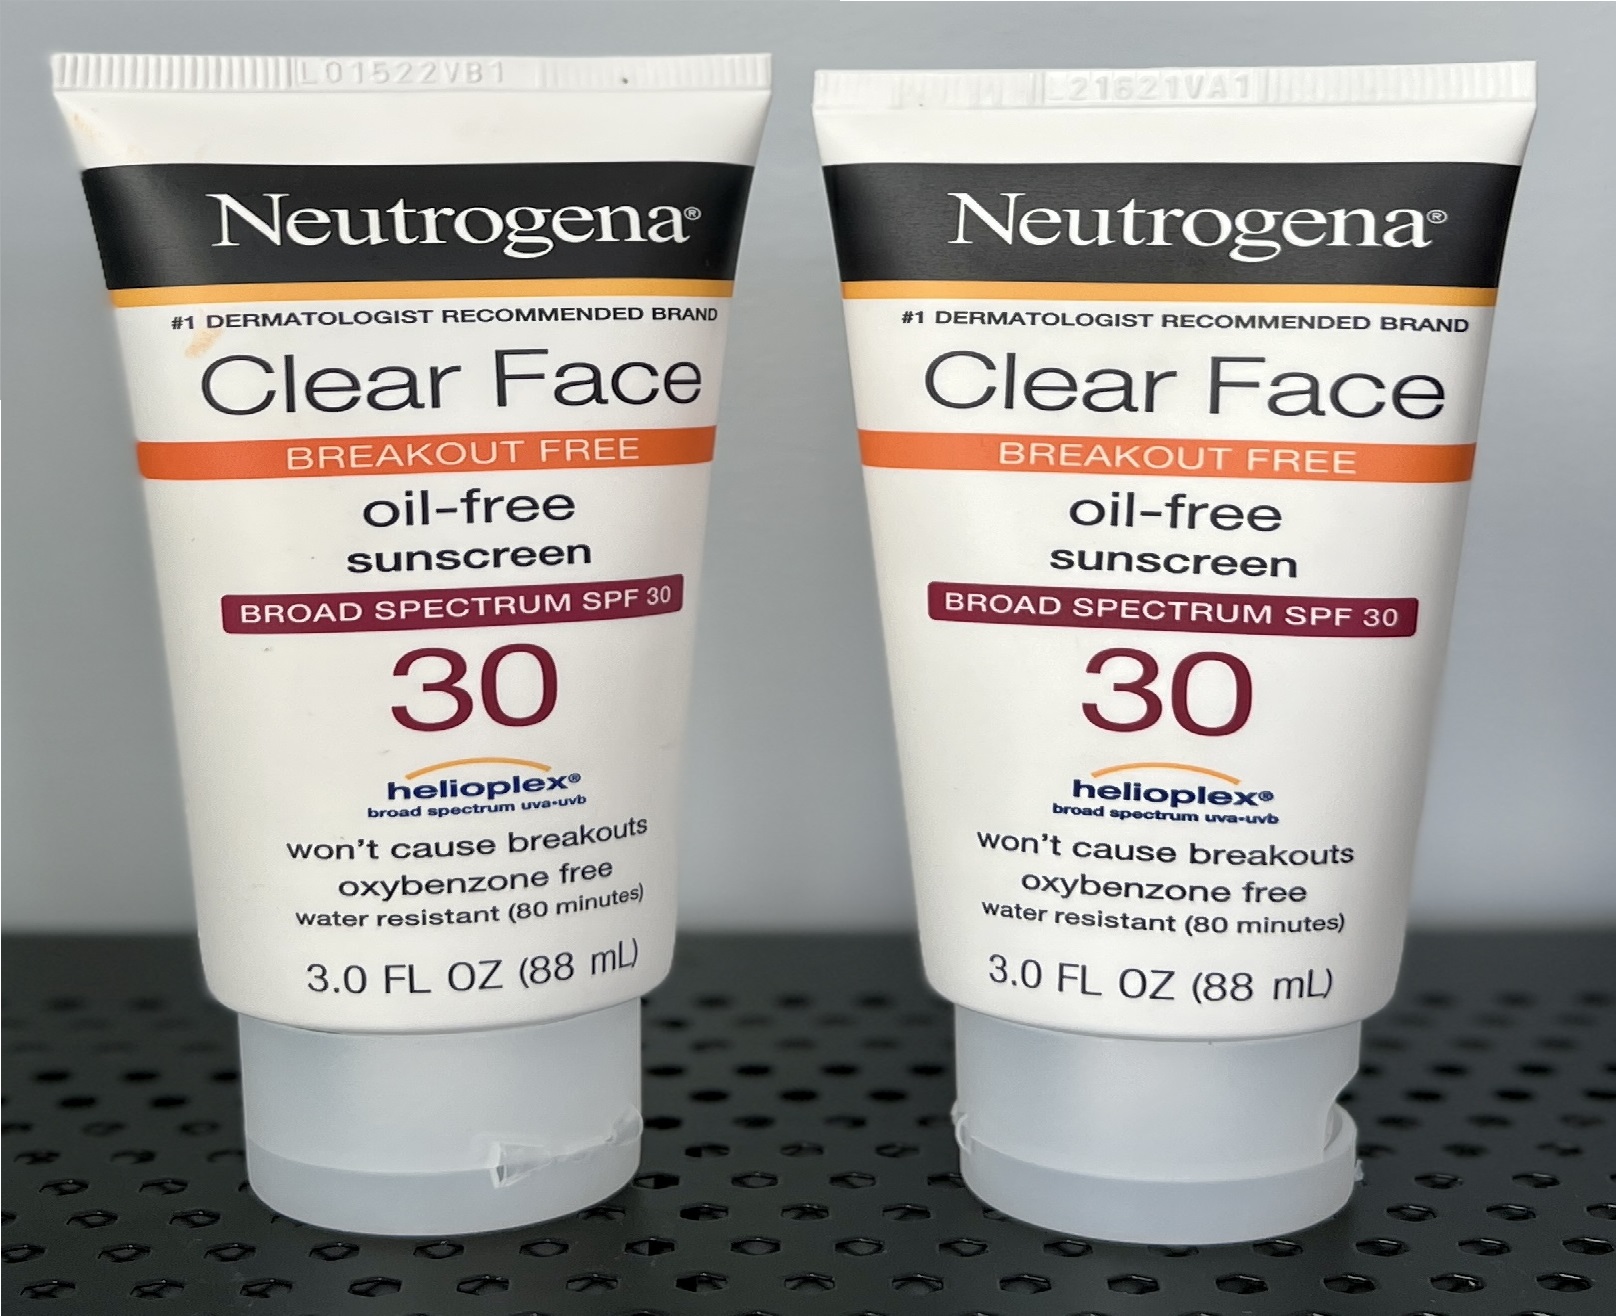 L01522VB1
Neutrogena®
#1 DERMATOLOGIST RECOMMENDED BRAND
Clear Face
BREAKOUT FREE
oil-free
sunscreen
BROAD SPECTRUM SPF 30
30
helioplex®
broad spectrum uva•uvb
won't cause breakouts
oxybenzone free
water resistant (80 minutes)
3.0 FL OZ (88 mL)
L21621VA1
Neutrogena®
#1 DERMATOLOGIST RECOMMENDED BRAND
Clear Face
BREAKOUT FREE
oil-free
sunscreen
BROAD SPECTRUM SPF 30
30
helioplex®
broad spectrum uva•uvb
won't cause breakouts
oxybenzone free
water resistant (80 minutes)
3.0 FL OZ (88 mL)